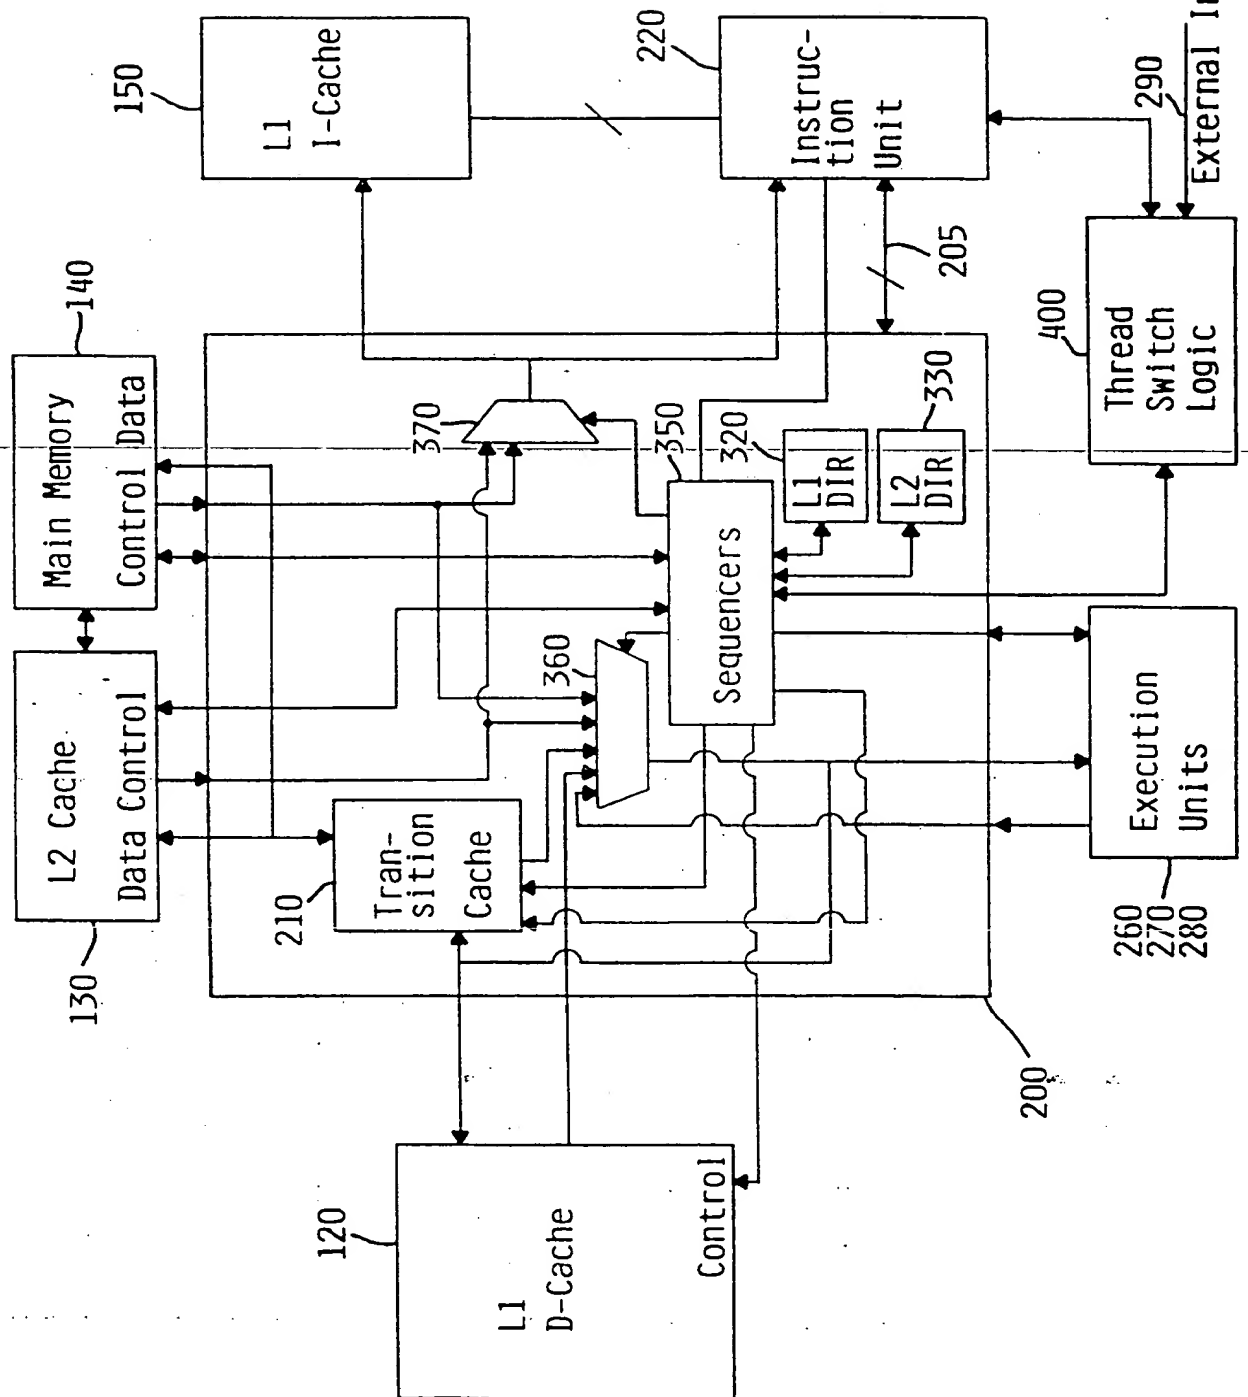 L2 Cache
Data Control
130
Main Memory
Control Data
140
150
L1
I-Cache
220
Instruc-
tion
Unit
210
Tran-
sition
Cache
370
360
350
Sequencers
320
L1
DIR
330
L2
DIR
205
120
L1
D-Cache
Control
200
260
270
280
Execution
Units
400
Thread
Switch
Logic
290
External